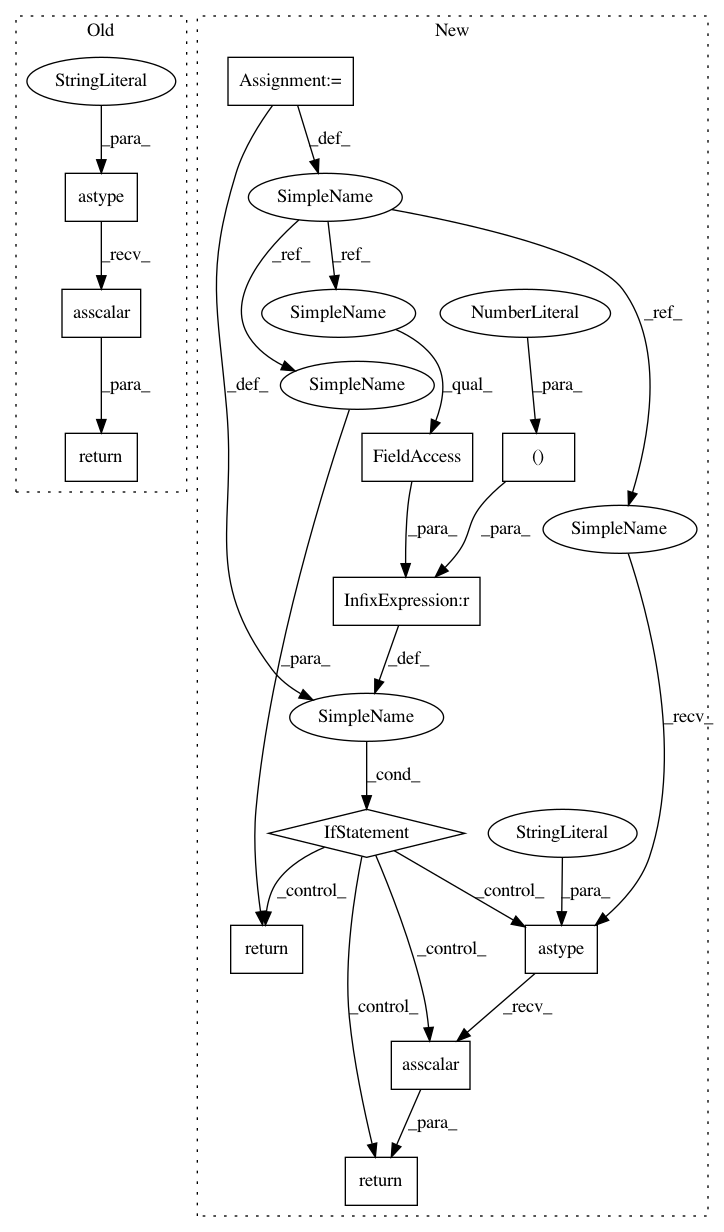 Old
New
StringLiteral
Assignment:=
_para_
_def_
astype
SimpleName
_recv_
_ref_
_ref_
_ref_
asscalar
SimpleName
NumberLiteral
_para_
_def_
SimpleName
_qual_
_para_
return
FieldAccess
()
_para_
_para_
SimpleName
InfixExpression:r
_para_
_def_
SimpleName
_recv_
_cond_
IfStatement
StringLiteral
_control_
_control_
_para_
return
_control_
astype
_control_
_recv_
asscalar
_para_
return